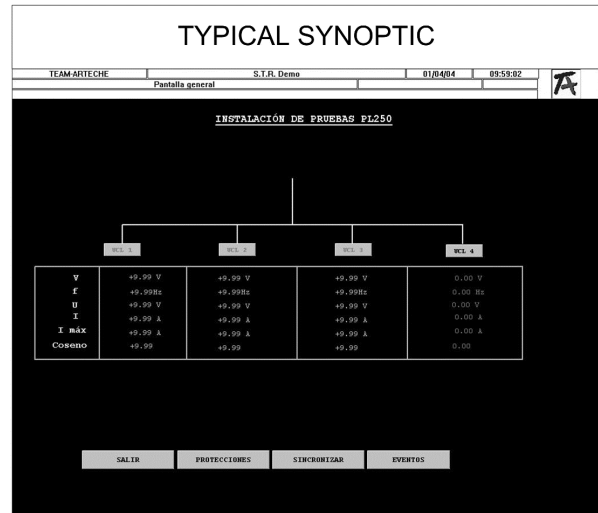 TYPICAL SYNOPTIC
TEAM-ARTECHE S.T.R. Demo 01/04/04 09:59:02
Pantalla general
TA
INSTALACIÓN DE PRUEBAS PL250
UCL 1 UCL 2 UCL 3 UCL 4
V +9.99 V +9.99 V +9.99 V 0.00 V
f +9.99Hz +9.99Hz +9.99Hz 0.00 Hz
U +9.99 V +9.99 V +9.99 V 0.00 V
I +9.99 A +9.99 A +9.99 A 0.00 A
I máx +9.99 A +9.99 A +9.99 A 0.00 A
Coseno +9.99 +9.99 +9.99 0.00
SALIR PROTECCIONES SINCRONIZAR EVENTOS